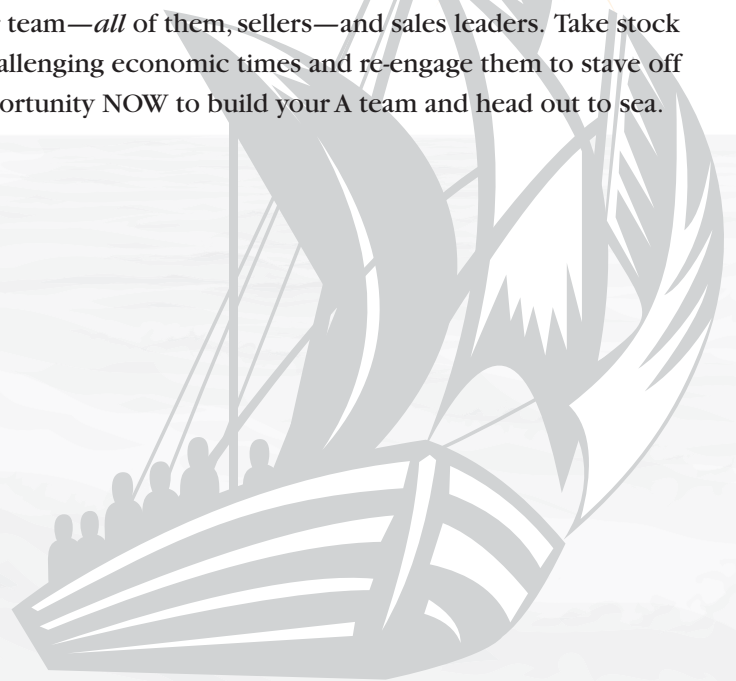 team—all of them, sellers—and sales leaders. Take stock
allenging economic times and re-engage them to stave off
ortunity NOW to build your A team and head out to sea.